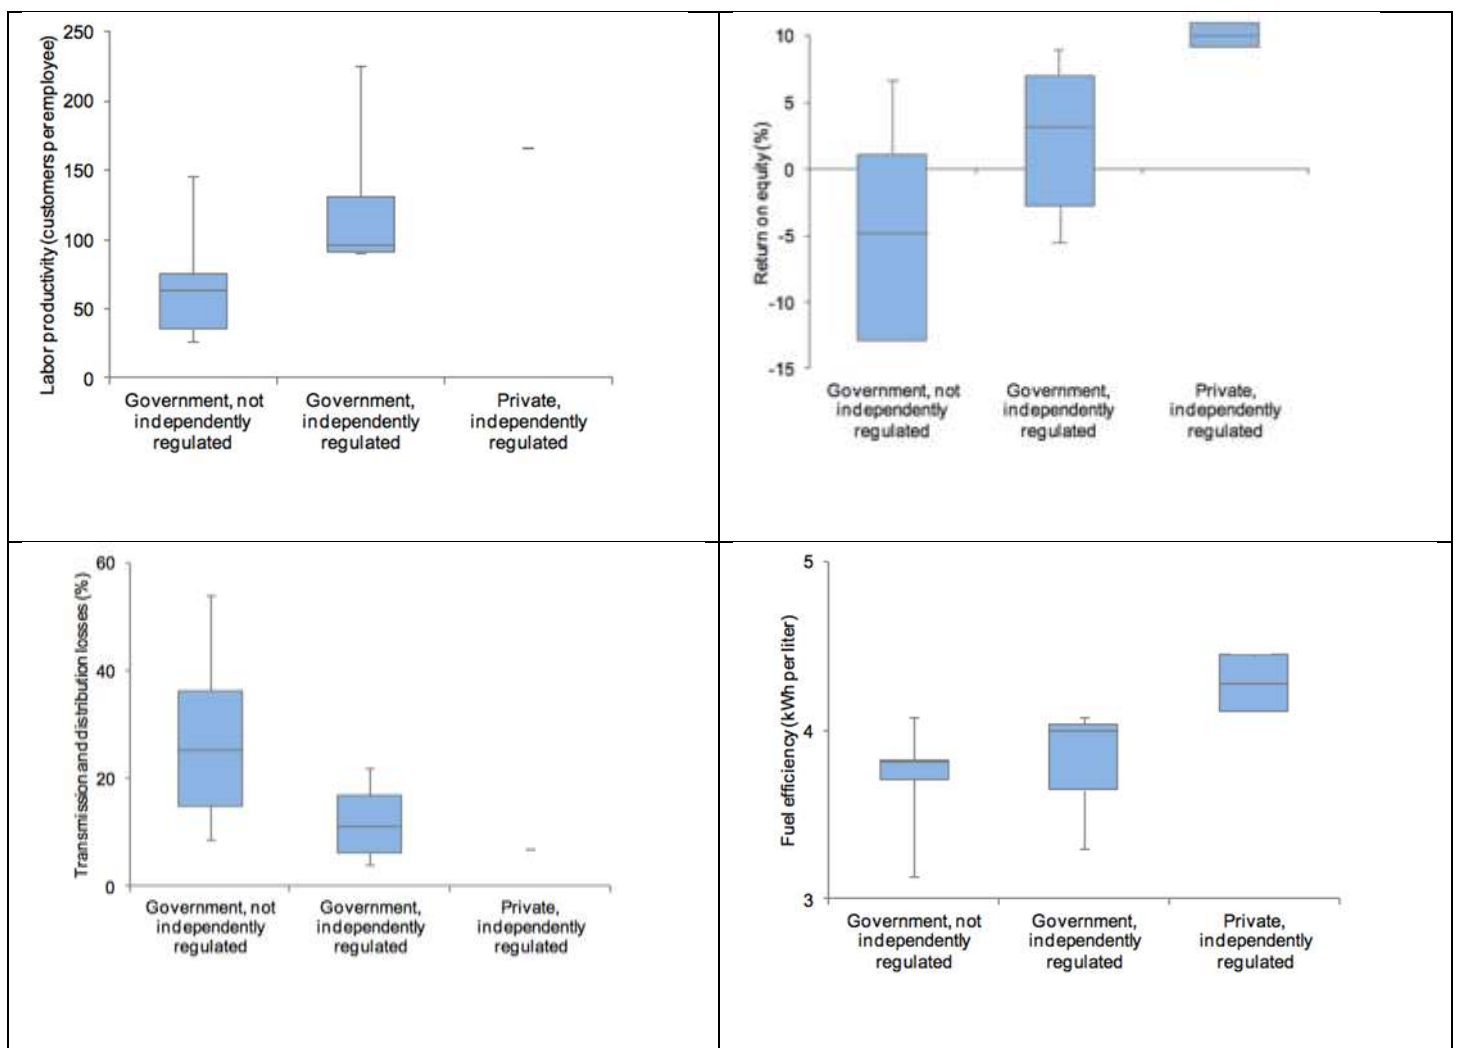 Labor productivity (customers per employee)
250
200
150
100
50
0
Government, not
independently
regulated
Government,
independently
regulated
Private,
independently
regulated
Return on equity (%)
10
5
0
-5
-10
-15
Government, not
independently
regulated
Government,
independently
regulated
Private,
independently
regulated
Transmission and distribution losses (%)
60
40
20
0
Government, not
independently
regulated
Government,
independently
regulated
Private,
independently
regulated
Fuel efficiency (kWh per liter)
5
4
3
Government, not
independently
regulated
Government,
independently
regulated
Private,
independently
regulated